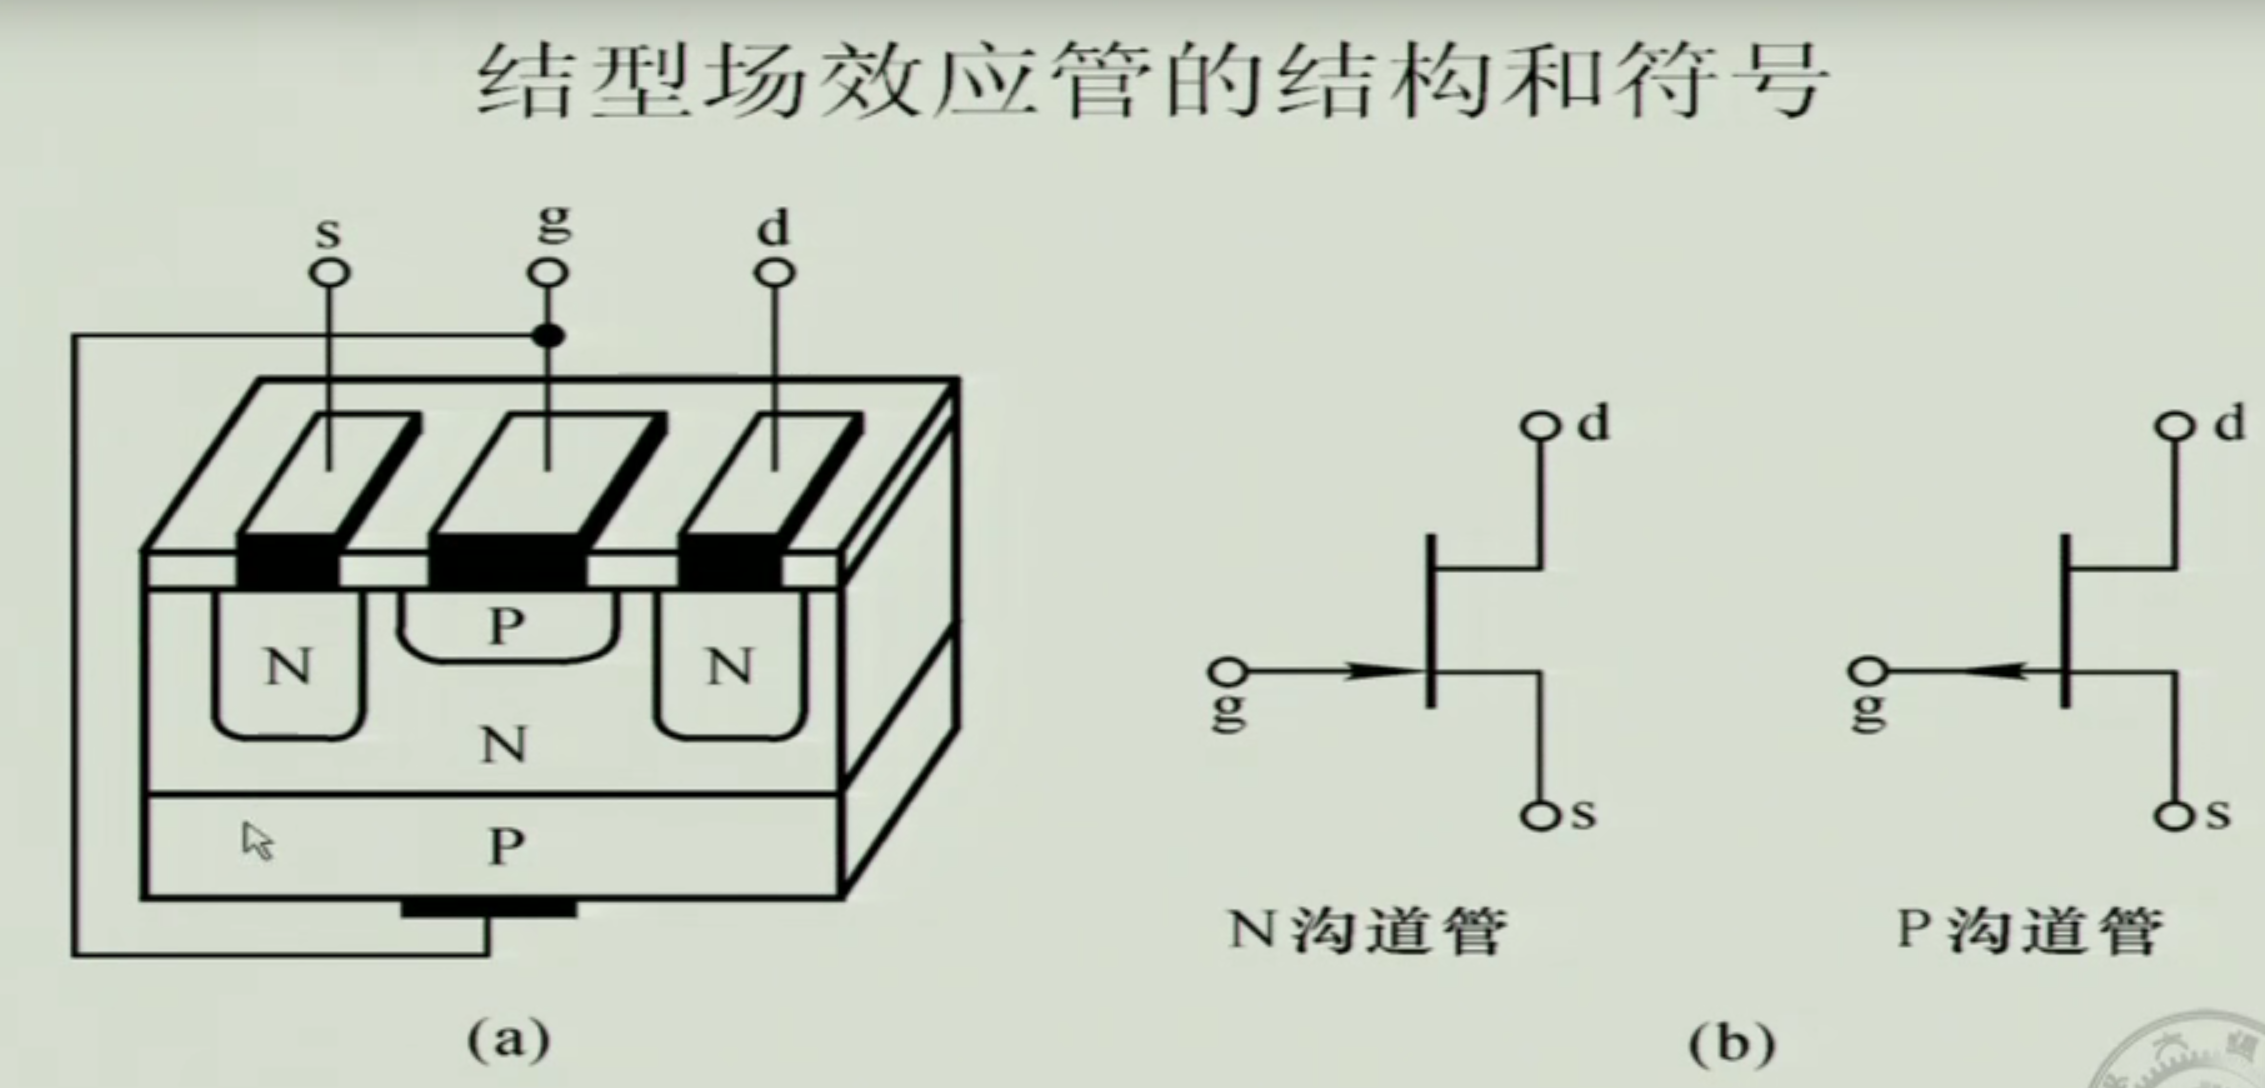 结型场效应管的结构和符号
s g d
d d
P
N N
g g
N
s s
P
N沟道管 P沟道管
(a) (b)